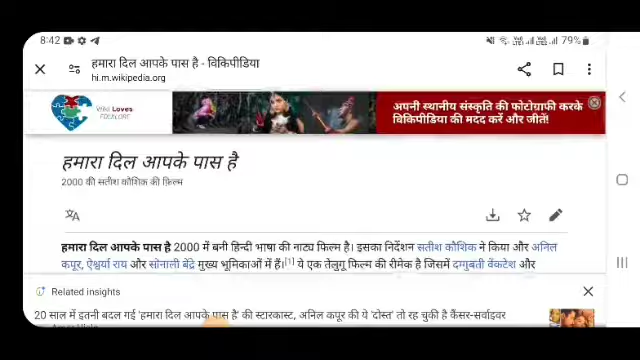 8:42 79%
हमारा दिल आपके पास है - विकिपीडिया
hi.m.wikipedia.org
Wiki Loves
FOLKLORE
अपनी स्थानीय संस्कृति की फोटोग्राफी करके
विकिपीडिया की मदद करें और जीतें!
हमारा दिल आपके पास है
2000 की सतीश कौशिक की फ़िल्म
हमारा दिल आपके पास है 2000 में बनी हिन्दी भाषा की नाट्य फिल्म है। इसका निर्देशन सतीश कौशिक ने किया और अनिल
कपूर, ऐश्वर्या राय और सोनाली बेंद्रे मुख्य भूमिकाओं में हैं।[1] ये एक तेलुगू फिल्म की रीमेक है जिसमें दग्गुबती वेंकटेश और
Related insights
20 साल में इतनी बदल गई 'हमारा दिल आपके पास है' की स्टारकास्ट, अनिल कपूर की ये 'दोस्त' तो रह चुकी है कैंसर-सर्वाइवर